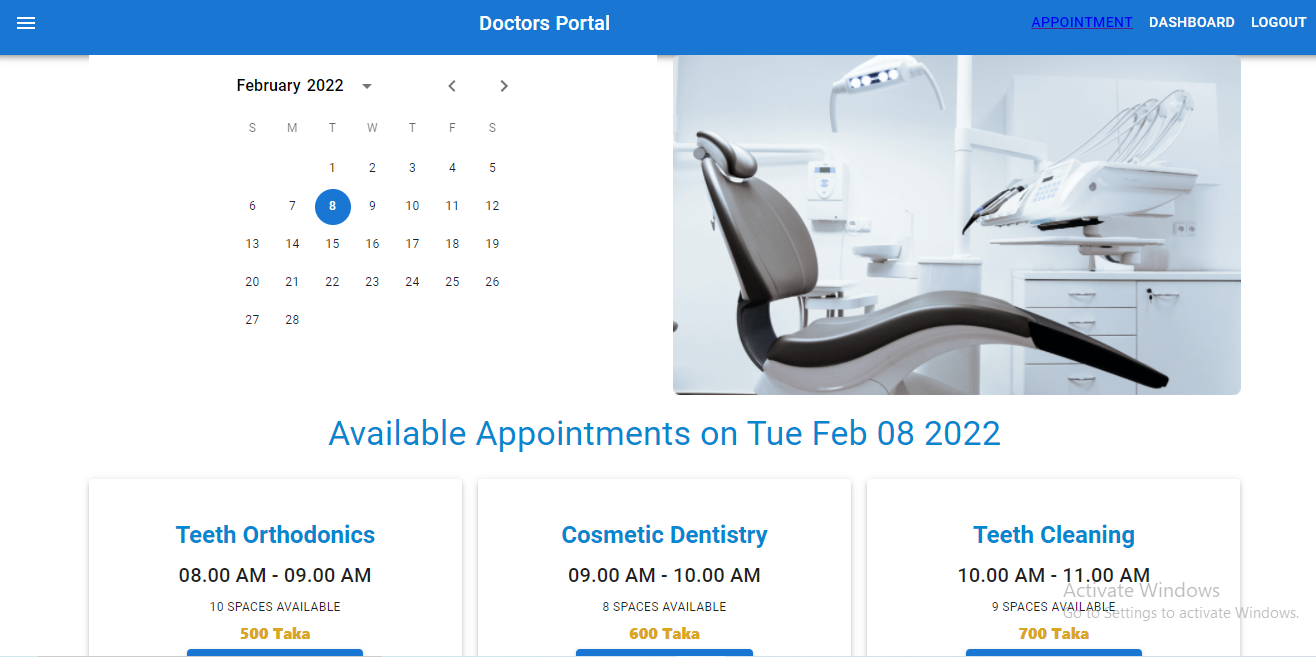 Doctors Portal
APPOINTMENT DASHBOARD LOGOUT
February 2022
S M T W T F S
1 2 3 4 5
6 7 8 9 10 11 12
13 14 15 16 17 18 19
20 21 22 23 24 25 26
27 28
Available Appointments on Tue Feb 08 2022
Teeth Orthodonics
08.00 AM - 09.00 AM
10 SPACES AVAILABLE
500 Taka
Cosmetic Dentistry
09.00 AM - 10.00 AM
8 SPACES AVAILABLE
600 Taka
Teeth Cleaning
10.00 AM - 11.00 AM
9 SPACES AVAILABLE
700 Taka
Activate Windows
Go to Settings to activate Windows.